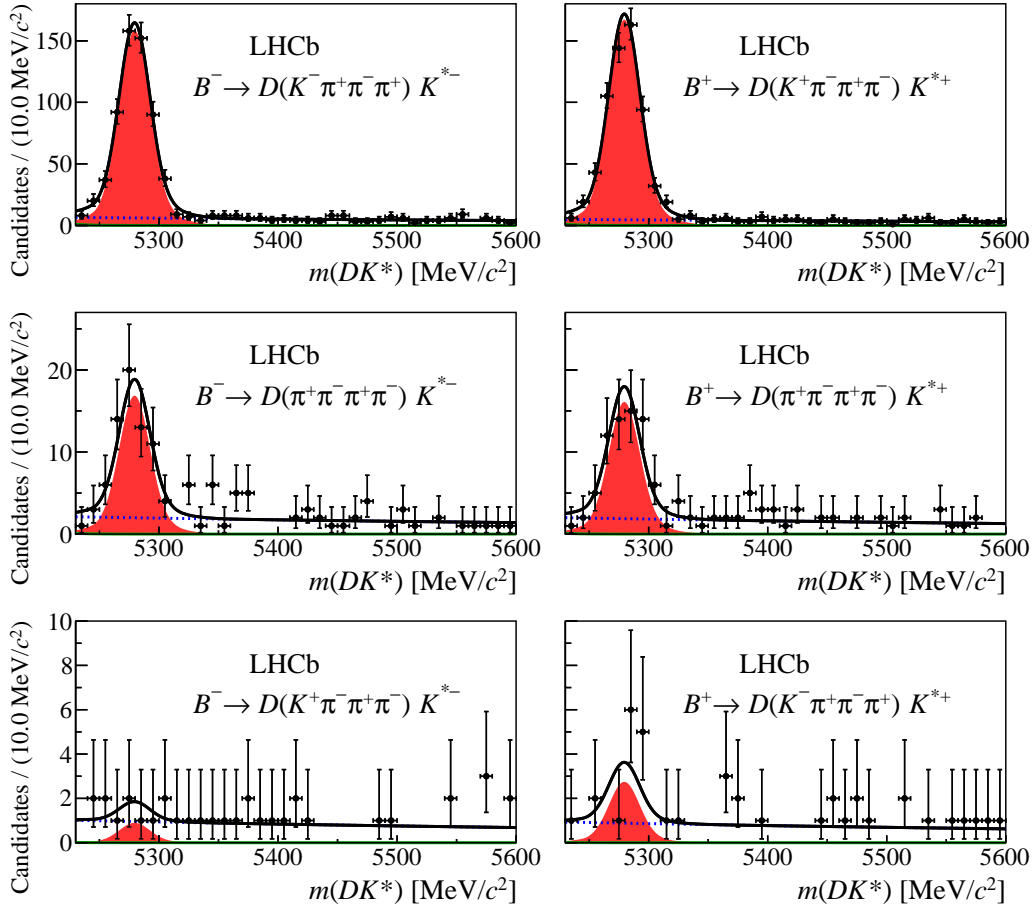 Candidates / (10.0 MeV/c²)
150
100
50
0
LHCb
B⁻ → D(K⁻π⁺π⁻π⁺) K*⁻
5300 5400 5500 5600
m(DK*) [MeV/c²]
LHCb
B⁺ → D(K⁺π⁻π⁺π⁻) K*⁺
5300 5400 5500 5600
m(DK*) [MeV/c²]
Candidates / (10.0 MeV/c²)
20
10
0
LHCb
B⁻ → D(π⁺π⁻π⁺π⁻) K*⁻
5300 5400 5500 5600
m(DK*) [MeV/c²]
LHCb
B⁺ → D(π⁺π⁻π⁺π⁻) K*⁺
5300 5400 5500 5600
m(DK*) [MeV/c²]
Candidates / (10.0 MeV/c²)
10
8
6
4
2
0
LHCb
B⁻ → D(K⁺π⁻π⁺π⁻) K*⁻
5300 5400 5500 5600
m(DK*) [MeV/c²]
LHCb
B⁺ → D(K⁻π⁺π⁻π⁺) K*⁺
5300 5400 5500 5600
m(DK*) [MeV/c²]